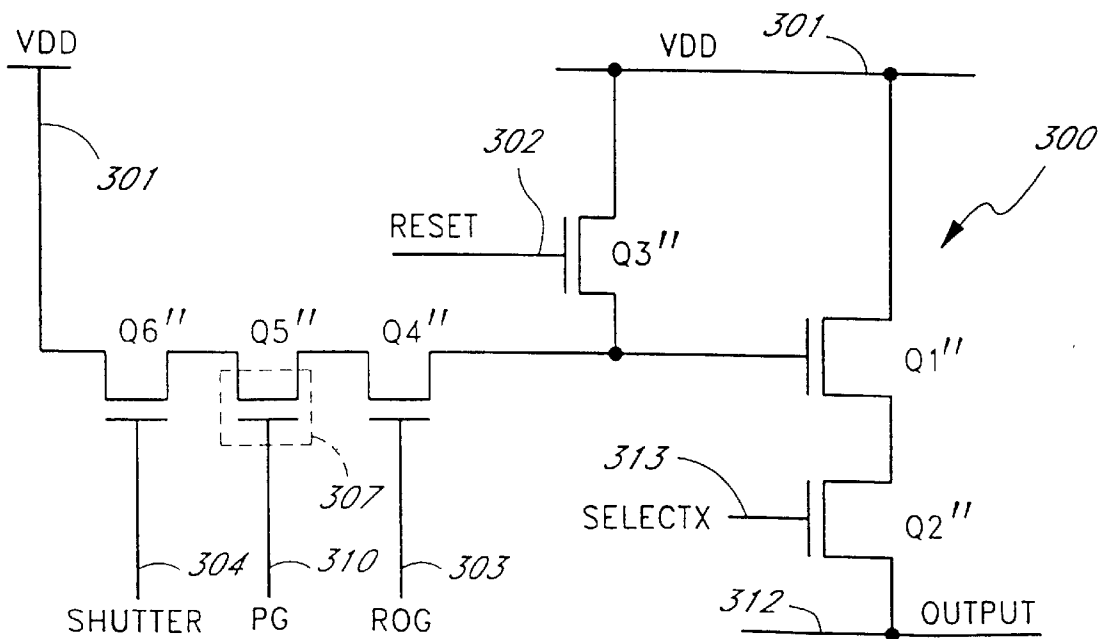 VDD
VDD
301
301
302
300
RESET
Q3"
Q6"
Q5"
Q4"
Q1"
307
313
SELECTX
Q2"
304
310
303
SHUTTER
PG
ROG
312
OUTPUT